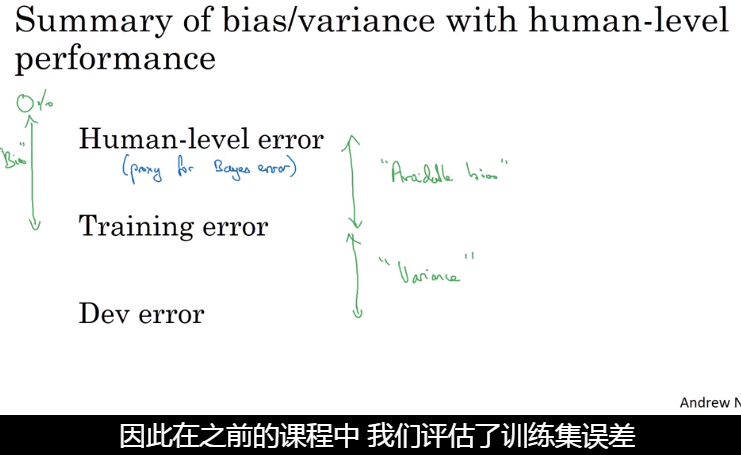 Summary of bias/variance with human-level
performance
0%
"Bias"
Human-level error
(proxy for Bayes error)
"Avoidable bias"
Training error
"Variance"
Dev error
Andrew N
因此在之前的课程中 我们评估了训练集误差